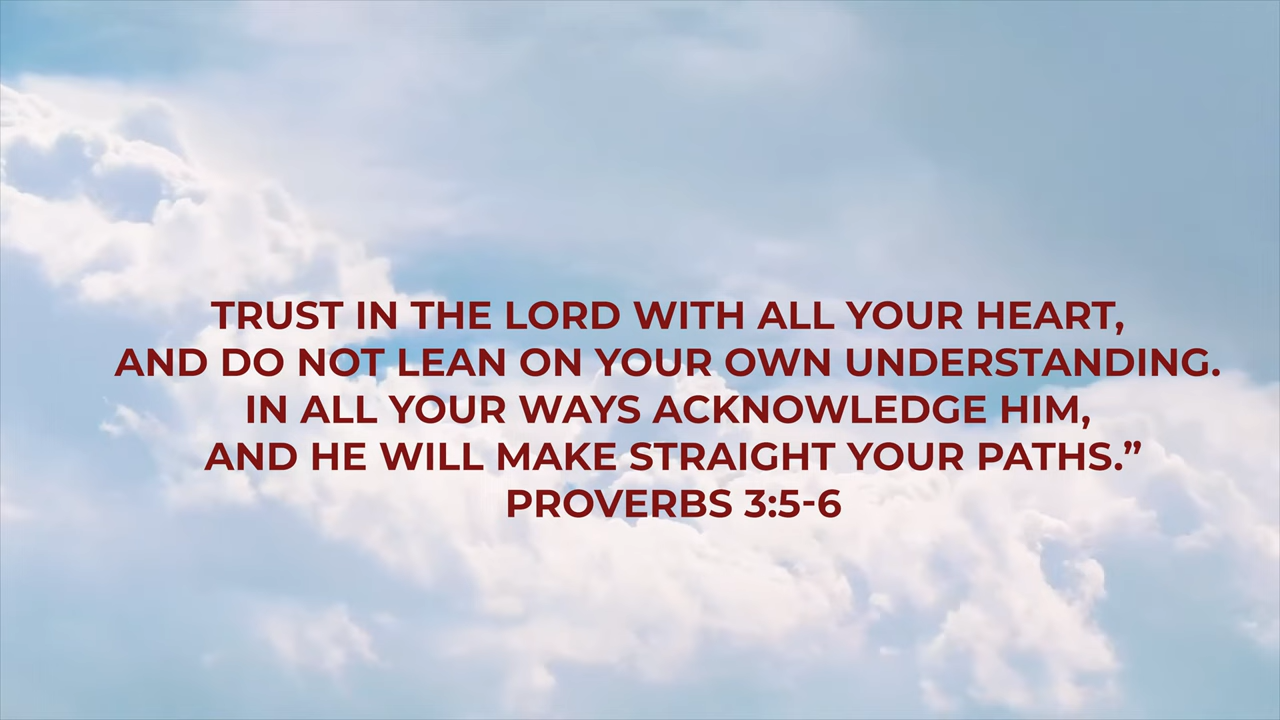 TRUST IN THE LORD WITH ALL YOUR HEART,
AND DO NOT LEAN ON YOUR OWN UNDERSTANDING.
IN ALL YOUR WAYS ACKNOWLEDGE HIM,
AND HE WILL MAKE STRAIGHT YOUR PATHS.”
PROVERBS 3:5-6